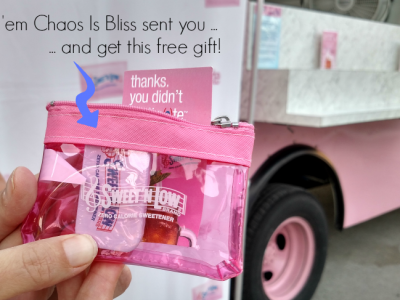 'em Chaos Is Bliss sent you ...
... and get this free gift!
thanks.
you didn't
SWEET'N LOW
ZERO CALORIE SWEETENER